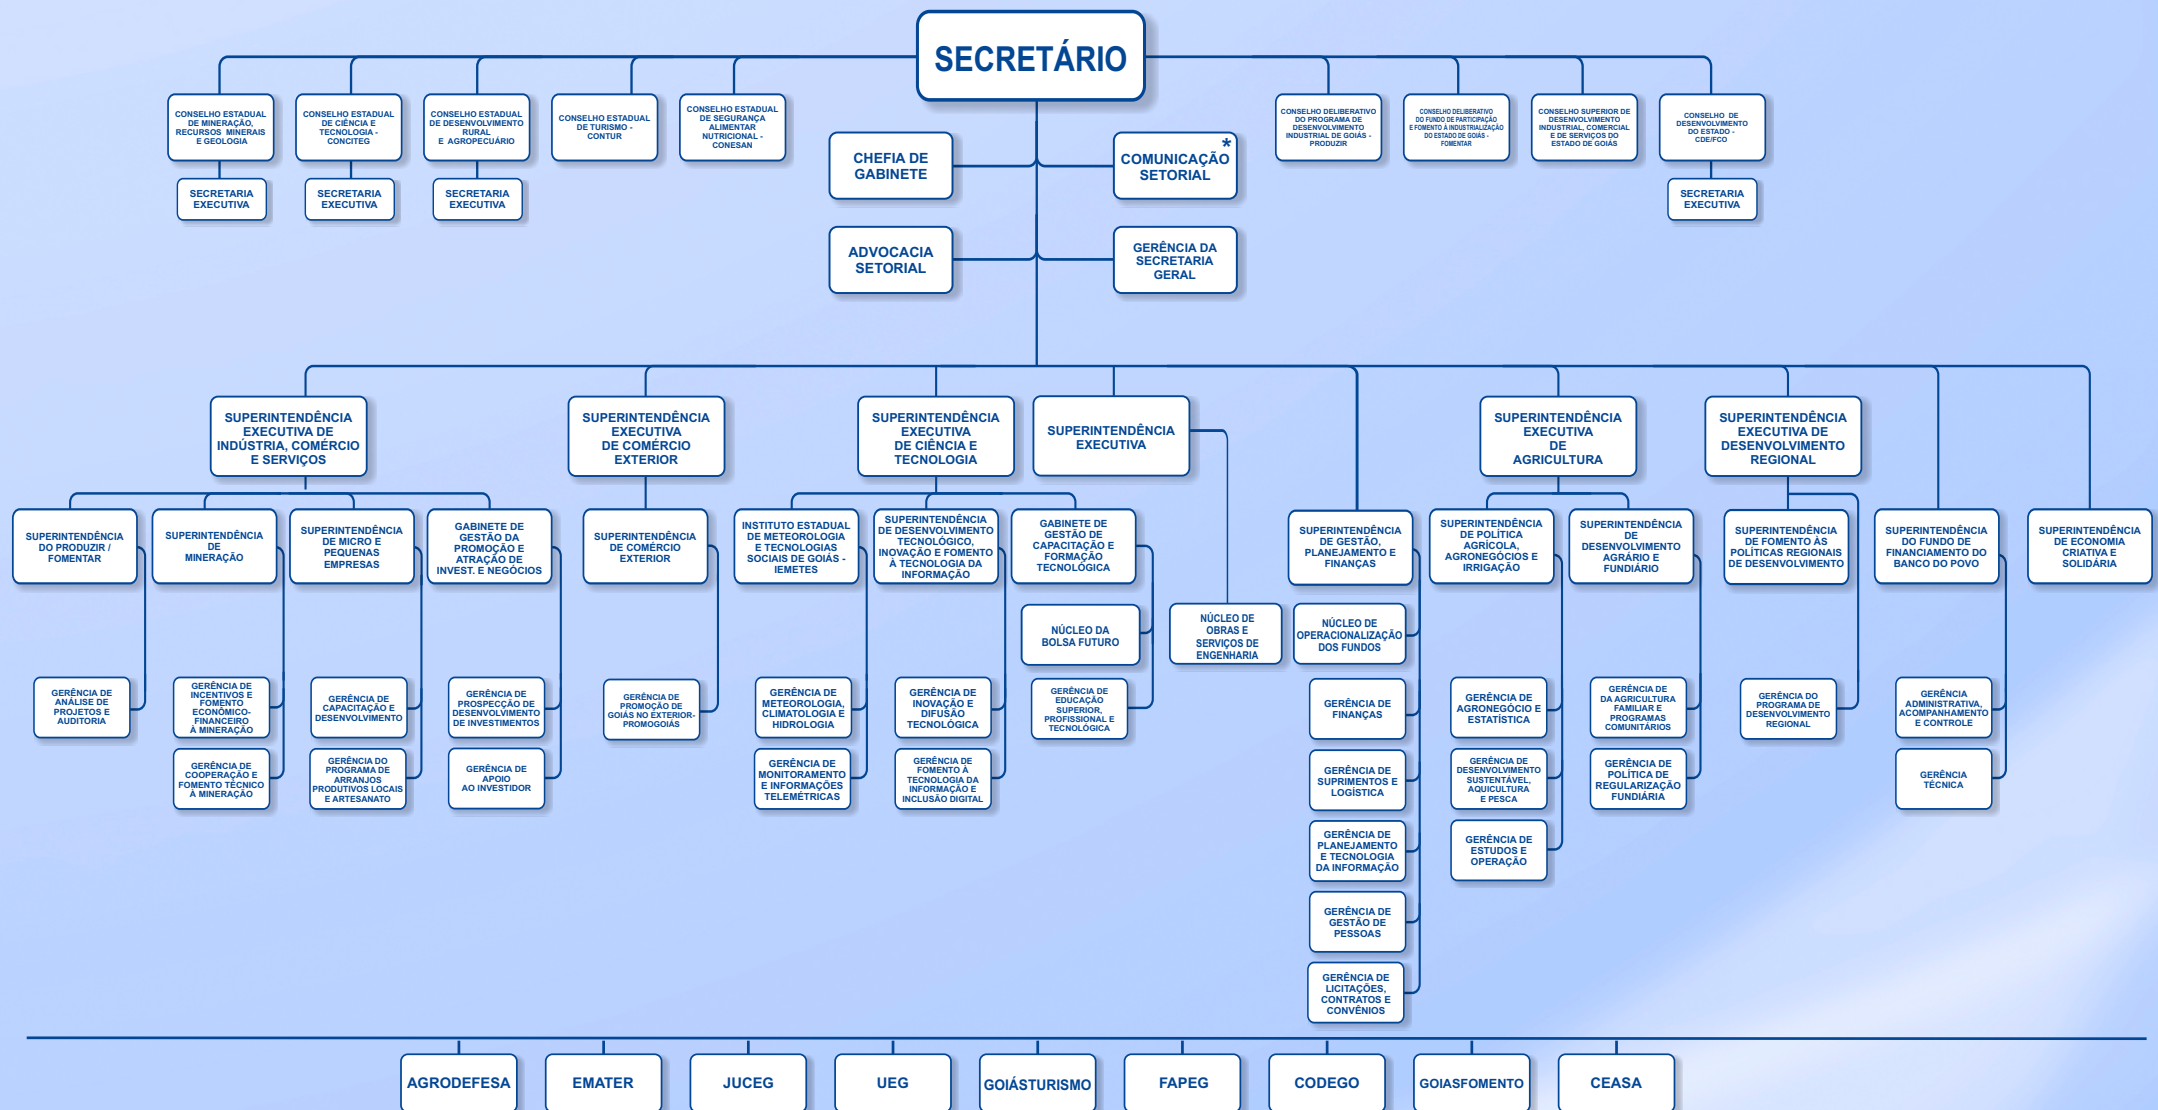 SECRETÁRIO
CONSELHO ESTADUAL
DE MINERAÇÃO,
RECURSOS MINERAIS
E GEOLOGIA
CONSELHO ESTADUAL
DE CIÊNCIA E
TECNOLOGIA -
CONCITEG
CONSELHO ESTADUAL
DE DESENVOLVIMENTO
RURAL
E AGROPECUÁRIO
CONSELHO ESTADUAL
DE TURISMO -
CONTUR
CONSELHO ESTADUAL
DE SEGURANÇA
ALIMENTAR
NUTRICIONAL -
CONESAN
CONSELHO DELIBERATIVO
DO PROGRAMA DE
DESENVOLVIMENTO
INDUSTRIAL DE GOIÁS -
PRODUZIR
CONSELHO DELIBERATIVO
DO FUNDO DE PARTICIPAÇÃO
E FOMENTO À INDUSTRIALIZAÇÃO
DO ESTADO DE GOIÁS -
FOMENTAR
CONSELHO SUPERIOR DE
DESENVOLVIMENTO
INDUSTRIAL, COMERCIAL
E DE SERVIÇOS DO
ESTADO DE GOIÁS
CONSELHO DE
DESENVOLVIMENTO
DO ESTADO -
CDE/FCO
SECRETARIA
EXECUTIVA
SECRETARIA
EXECUTIVA
SECRETARIA
EXECUTIVA
SECRETARIA
EXECUTIVA
CHEFIA DE
GABINETE
*
COMUNICAÇÃO
SETORIAL
ADVOCACIA
SETORIAL
GERÊNCIA DA
SECRETARIA
GERAL
SUPERINTENDÊNCIA
EXECUTIVA DE
INDÚSTRIA, COMÉRCIO
E SERVIÇOS
SUPERINTENDÊNCIA
EXECUTIVA
DE COMÉRCIO
EXTERIOR
SUPERINTENDÊNCIA
EXECUTIVA
DE CIÊNCIA E
TECNOLOGIA
SUPERINTENDÊNCIA
EXECUTIVA
SUPERINTENDÊNCIA
EXECUTIVA
DE
AGRICULTURA
SUPERINTENDÊNCIA
EXECUTIVA DE
DESENVOLVIMENTO
REGIONAL
SUPERINTENDÊNCIA
DO PRODUZIR /
FOMENTAR
SUPERINTENDÊNCIA
DE
MINERAÇÃO
SUPERINTENDÊNCIA
DE MICRO E
PEQUENAS
EMPRESAS
GABINETE DE
GESTÃO DA
PROMOÇÃO E
ATRAÇÃO DE
INVEST. E NEGÓCIOS
SUPERINTENDÊNCIA
DE COMÉRCIO
EXTERIOR
INSTITUTO ESTADUAL
DE METEOROLOGIA
E TECNOLOGIAS
SOCIAIS DE GOIÁS -
IEMETES
SUPERINTENDÊNCIA
DE DESENVOLVIMENTO
TECNOLÓGICO,
INOVAÇÃO E FOMENTO
À TECNOLOGIA DA
INFORMAÇÃO
GABINETE DE
GESTÃO DE
CAPACITAÇÃO E
FORMAÇÃO
TECNOLÓGICA
SUPERINTENDÊNCIA
DE GESTÃO,
PLANEJAMENTO E
FINANÇAS
SUPERINTENDÊNCIA
DE POLÍTICA
AGRÍCOLA,
AGRONEGÓCIOS E
IRRIGAÇÃO
SUPERINTENDÊNCIA
DE
DESENVOLVIMENTO
AGRÁRIO E
FUNDIÁRIO
SUPERINTENDÊNCIA
DE FOMENTO ÀS
POLÍTICAS REGIONAIS
DE DESENVOLVIMENTO
SUPERINTENDÊNCIA
DO FUNDO DE
FINANCIAMENTO DO
BANCO DO POVO
SUPERINTENDÊNCIA
DE ECONOMIA
CRIATIVA E
SOLIDÁRIA
NÚCLEO DA
BOLSA FUTURO
NÚCLEO DE
OBRAS E
SERVIÇOS DE
ENGENHARIA
NÚCLEO DE
OPERACIONALIZAÇÃO
DOS FUNDOS
GERÊNCIA DE
ANÁLISE DE
PROJETOS E
AUDITORIA
GERÊNCIA DE
INCENTIVOS E
FOMENTO
ECONÔMICO-
FINANCEIRO
À MINERAÇÃO
GERÊNCIA DE
CAPACITAÇÃO E
DESENVOLVIMENTO
GERÊNCIA DE
PROSPECÇÃO DE
DESENVOLVIMENTO
DE INVESTIMENTOS
GERÊNCIA DE
PROMOÇÃO DE
GOIÁS NO EXTERIOR-
PROMOGOIÁS
GERÊNCIA DE
METEOROLOGIA,
CLIMATOLOGIA E
HIDROLOGIA
GERÊNCIA DE
INOVAÇÃO E
DIFUSÃO
TECNOLÓGICA
GERÊNCIA DE
EDUCAÇÃO
SUPERIOR,
PROFISSIONAL E
TECNOLÓGICA
GERÊNCIA DE
FINANÇAS
GERÊNCIA DE
AGRONEGÓCIO E
ESTATÍSTICA
GERÊNCIA DE
DA AGRICULTURA
FAMILIAR E
PROGRAMAS
COMUNITÁRIOS
GERÊNCIA DO
PROGRAMA DE
DESENVOLVIMENTO
REGIONAL
GERÊNCIA
ADMINISTRATIVA,
ACOMPANHAMENTO
E CONTROLE
GERÊNCIA DE
COOPERAÇÃO E
FOMENTO TÉCNICO
À MINERAÇÃO
GERÊNCIA DO
PROGRAMA DE
ARRANJOS
PRODUTIVOS LOCAIS
E ARTESANATO
GERÊNCIA DE
APOIO
AO INVESTIDOR
GERÊNCIA DE
MONITORAMENTO
E INFORMAÇÕES
TELEMÉTRICAS
GERÊNCIA DE
FOMENTO À
TECNOLOGIA DA
INFORMAÇÃO E
INCLUSÃO DIGITAL
GERÊNCIA DE
SUPRIMENTOS E
LOGÍSTICA
GERÊNCIA DE
DESENVOLVIMENTO
SUSTENTÁVEL,
AQUICULTURA
E PESCA
GERÊNCIA DE
POLÍTICA DE
REGULARIZAÇÃO
FUNDIÁRIA
GERÊNCIA
TÉCNICA
GERÊNCIA DE
PLANEJAMENTO
E TECNOLOGIA
DA INFORMAÇÃO
GERÊNCIA DE
ESTUDOS E
OPERAÇÃO
GERÊNCIA DE
GESTÃO DE
PESSOAS
GERÊNCIA DE
LICITAÇÕES,
CONTRATOS E
CONVÊNIOS
AGRODEFESA
EMATER
JUCEG
UEG
GOIÁSTURISMO
FAPEG
CODEGO
GOIASFOMENTO
CEASA